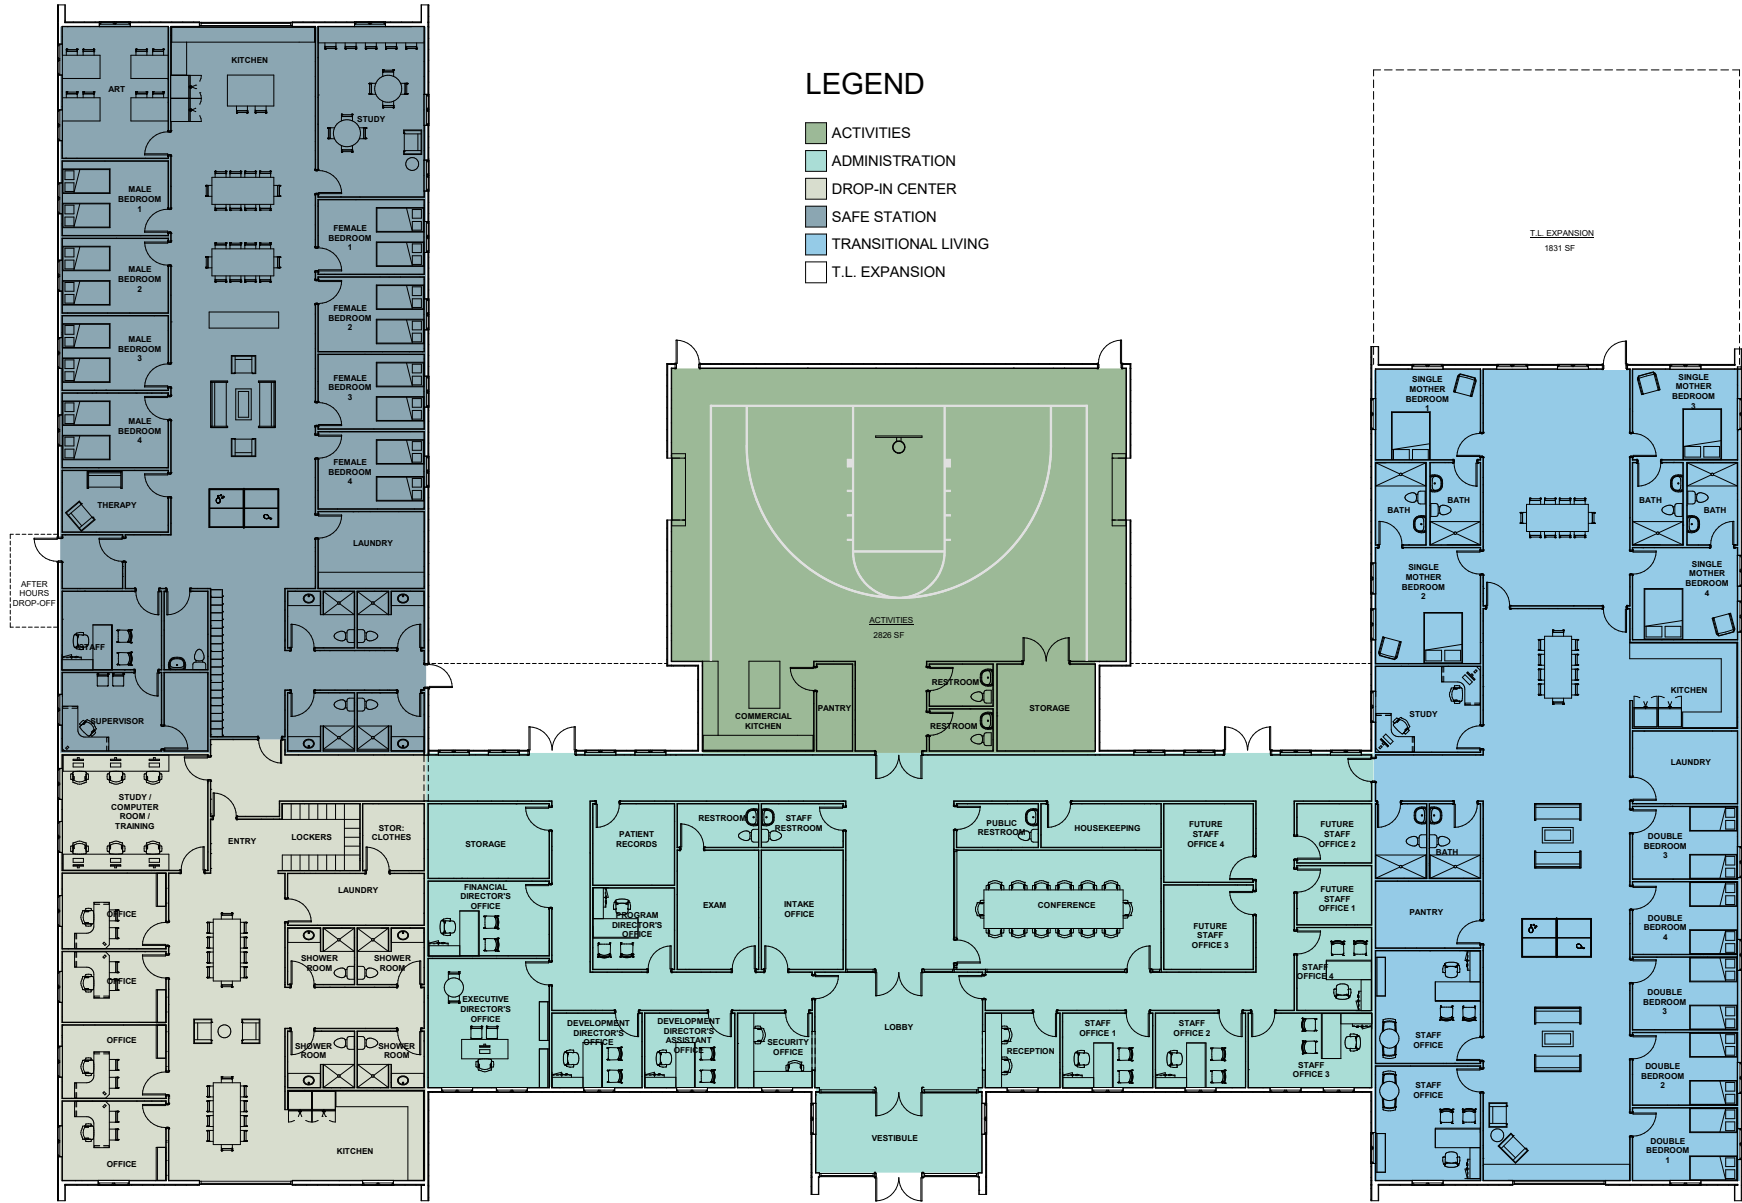 LEGEND
ACTIVITIES
ADMINISTRATION
DROP-IN CENTER
SAFE STATION
TRANSITIONAL LIVING
T.L. EXPANSION
ART
KITCHEN
STUDY
MALE
BEDROOM
1
MALE
BEDROOM
2
MALE
BEDROOM
3
MALE
BEDROOM
4
FEMALE
BEDROOM
1
FEMALE
BEDROOM
2
FEMALE
BEDROOM
3
FEMALE
BEDROOM
4
THERAPY
LAUNDRY
AFTER
HOURS
DROP-OFF
STAFF
SUPERVISOR
STUDY /
COMPUTER
ROOM /
TRAINING
ENTRY
LOCKERS
STOR:
CLOTHES
LAUNDRY
OFFICE
OFFICE
OFFICE
OFFICE
SHOWER
ROOM
SHOWER
ROOM
SHOWER
ROOM
SHOWER
ROOM
KITCHEN
ACTIVITIES
2826 SF
COMMERCIAL
KITCHEN
PANTRY
RESTROOM
RESTROOM
STORAGE
STORAGE
FINANCIAL
DIRECTOR'S
OFFICE
EXECUTIVE
DIRECTOR'S
OFFICE
PATIENT
RECORDS
PROGRAM
DIRECTOR'S
OFFICE
RESTROOM
STAFF
RESTROOM
EXAM
INTAKE
OFFICE
DEVELOPMENT
DIRECTOR'S
OFFICE
DEVELOPMENT
DIRECTOR'S
ASSISTANT
OFFICE
SECURITY
OFFICE
LOBBY
VESTIBULE
PUBLIC
RESTROOM
HOUSEKEEPING
CONFERENCE
FUTURE
STAFF
OFFICE 4
FUTURE
STAFF
OFFICE 2
FUTURE
STAFF
OFFICE 1
FUTURE
STAFF
OFFICE 3
STAFF
OFFICE 4
RECEPTION
STAFF
OFFICE 1
STAFF
OFFICE 2
STAFF
OFFICE 3
T.L. EXPANSION
1831 SF
SINGLE
MOTHER
BEDROOM
1
SINGLE
MOTHER
BEDROOM
3
BATH
BATH
BATH
BATH
SINGLE
MOTHER
BEDROOM
2
SINGLE
MOTHER
BEDROOM
4
STUDY
KITCHEN
LAUNDRY
BATH
PANTRY
DOUBLE
BEDROOM
3
DOUBLE
BEDROOM
4
DOUBLE
BEDROOM
3
DOUBLE
BEDROOM
2
DOUBLE
BEDROOM
1
STAFF
OFFICE
STAFF
OFFICE